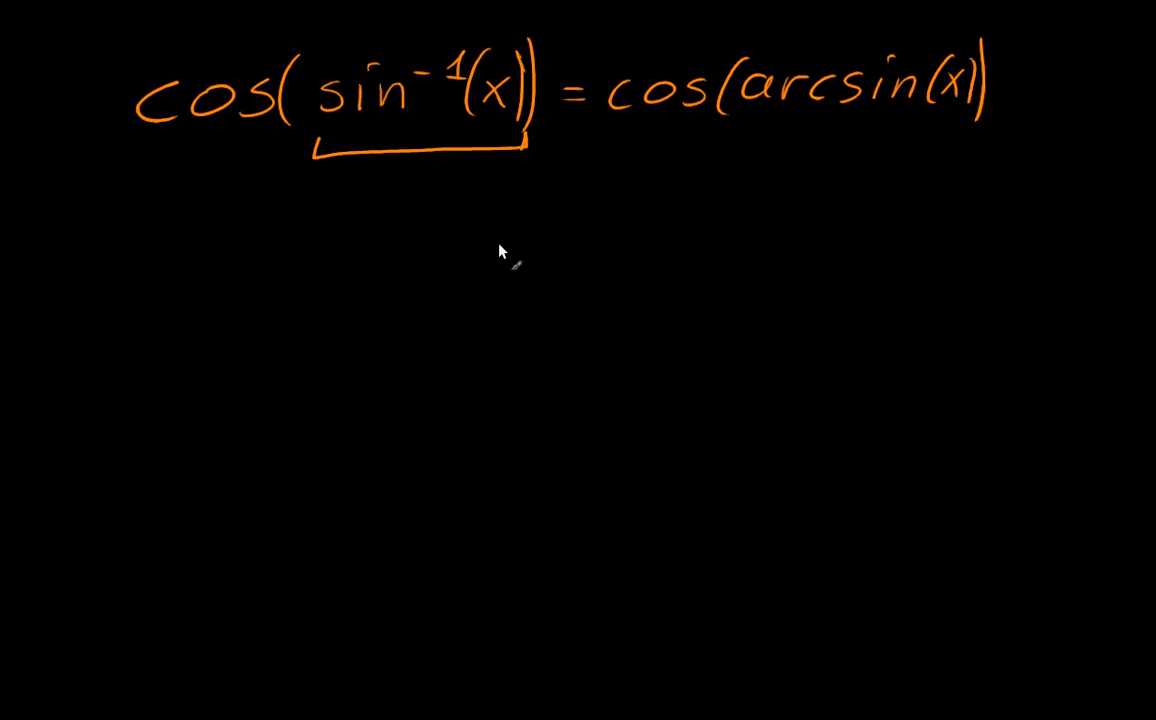 cos(sin⁻¹(x)) = cos(arcsin(x))